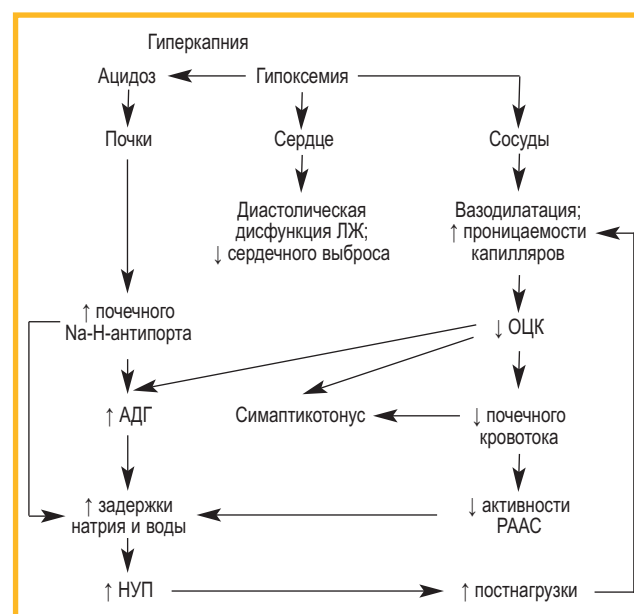 Гиперкапния
Ацидоз Гипоксемия
Почки Сердце Сосуды
Диастолическая
дисфункция ЛЖ;
↓ сердечного выброса
Вазодилатация;
↑ проницаемости
капилляров
↑ почечного
Na-H-антипорта
↓ ОЦК
↑ АДГ
Симаптикотонус
↓ почечного
кровотока
↑ задержки
натрия и воды
↓ активности
РААС
↑ НУП
↑ постнагрузки